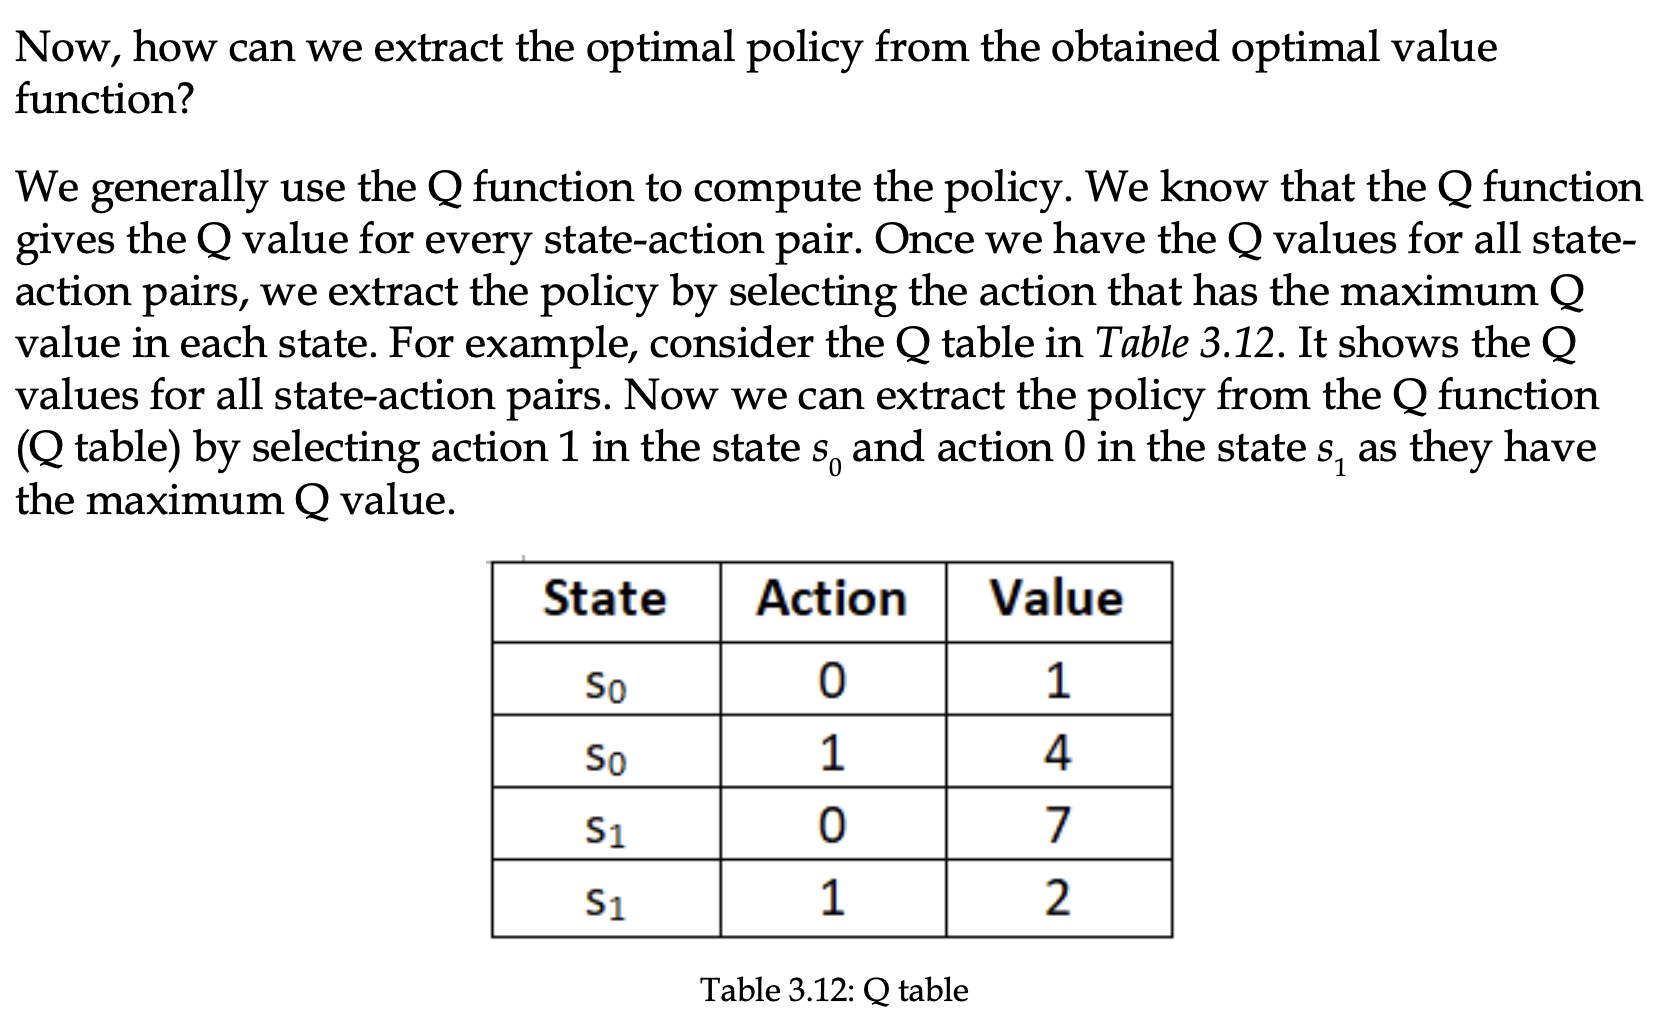 Now, how can we extract the optimal policy from the obtained optimal value
function?
We generally use the Q function to compute the policy. We know that the Q function
gives the Q value for every state-action pair. Once we have the Q values for all state-
action pairs, we extract the policy by selecting the action that has the maximum Q
value in each state. For example, consider the Q table in Table 3.12. It shows the Q
values for all state-action pairs. Now we can extract the policy from the Q function
(Q table) by selecting action 1 in the state s₀ and action 0 in the state s₁ as they have
the maximum Q value.
State Action Value
s₀ 0 1
s₀ 1 4
s₁ 0 7
s₁ 1 2
Table 3.12: Q table